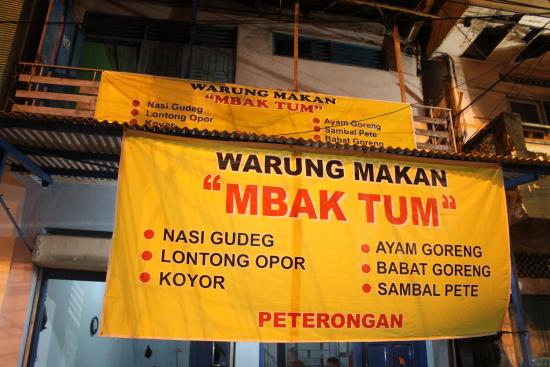 WARUNG MAKAN
"MBAK TUM"
Nasi Gudeg
Lontong Opor
Koyor
Ayam Goreng
Sambal Pete
Babat Goreng
WARUNG MAKAN
"MBAK TUM"
NASI GUDEG
LONTONG OPOR
KOYOR
AYAM GORENG
BABAT GORENG
SAMBAL PETE
PETERONGAN